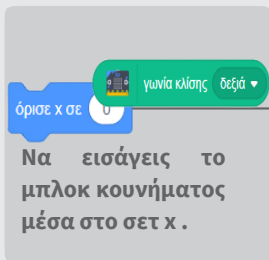 γωνία κλίσης δεξιά
όρισε x σε 0
Να εισάγεις το
μπλοκ κουνήματος
μέσα στο σετ x .